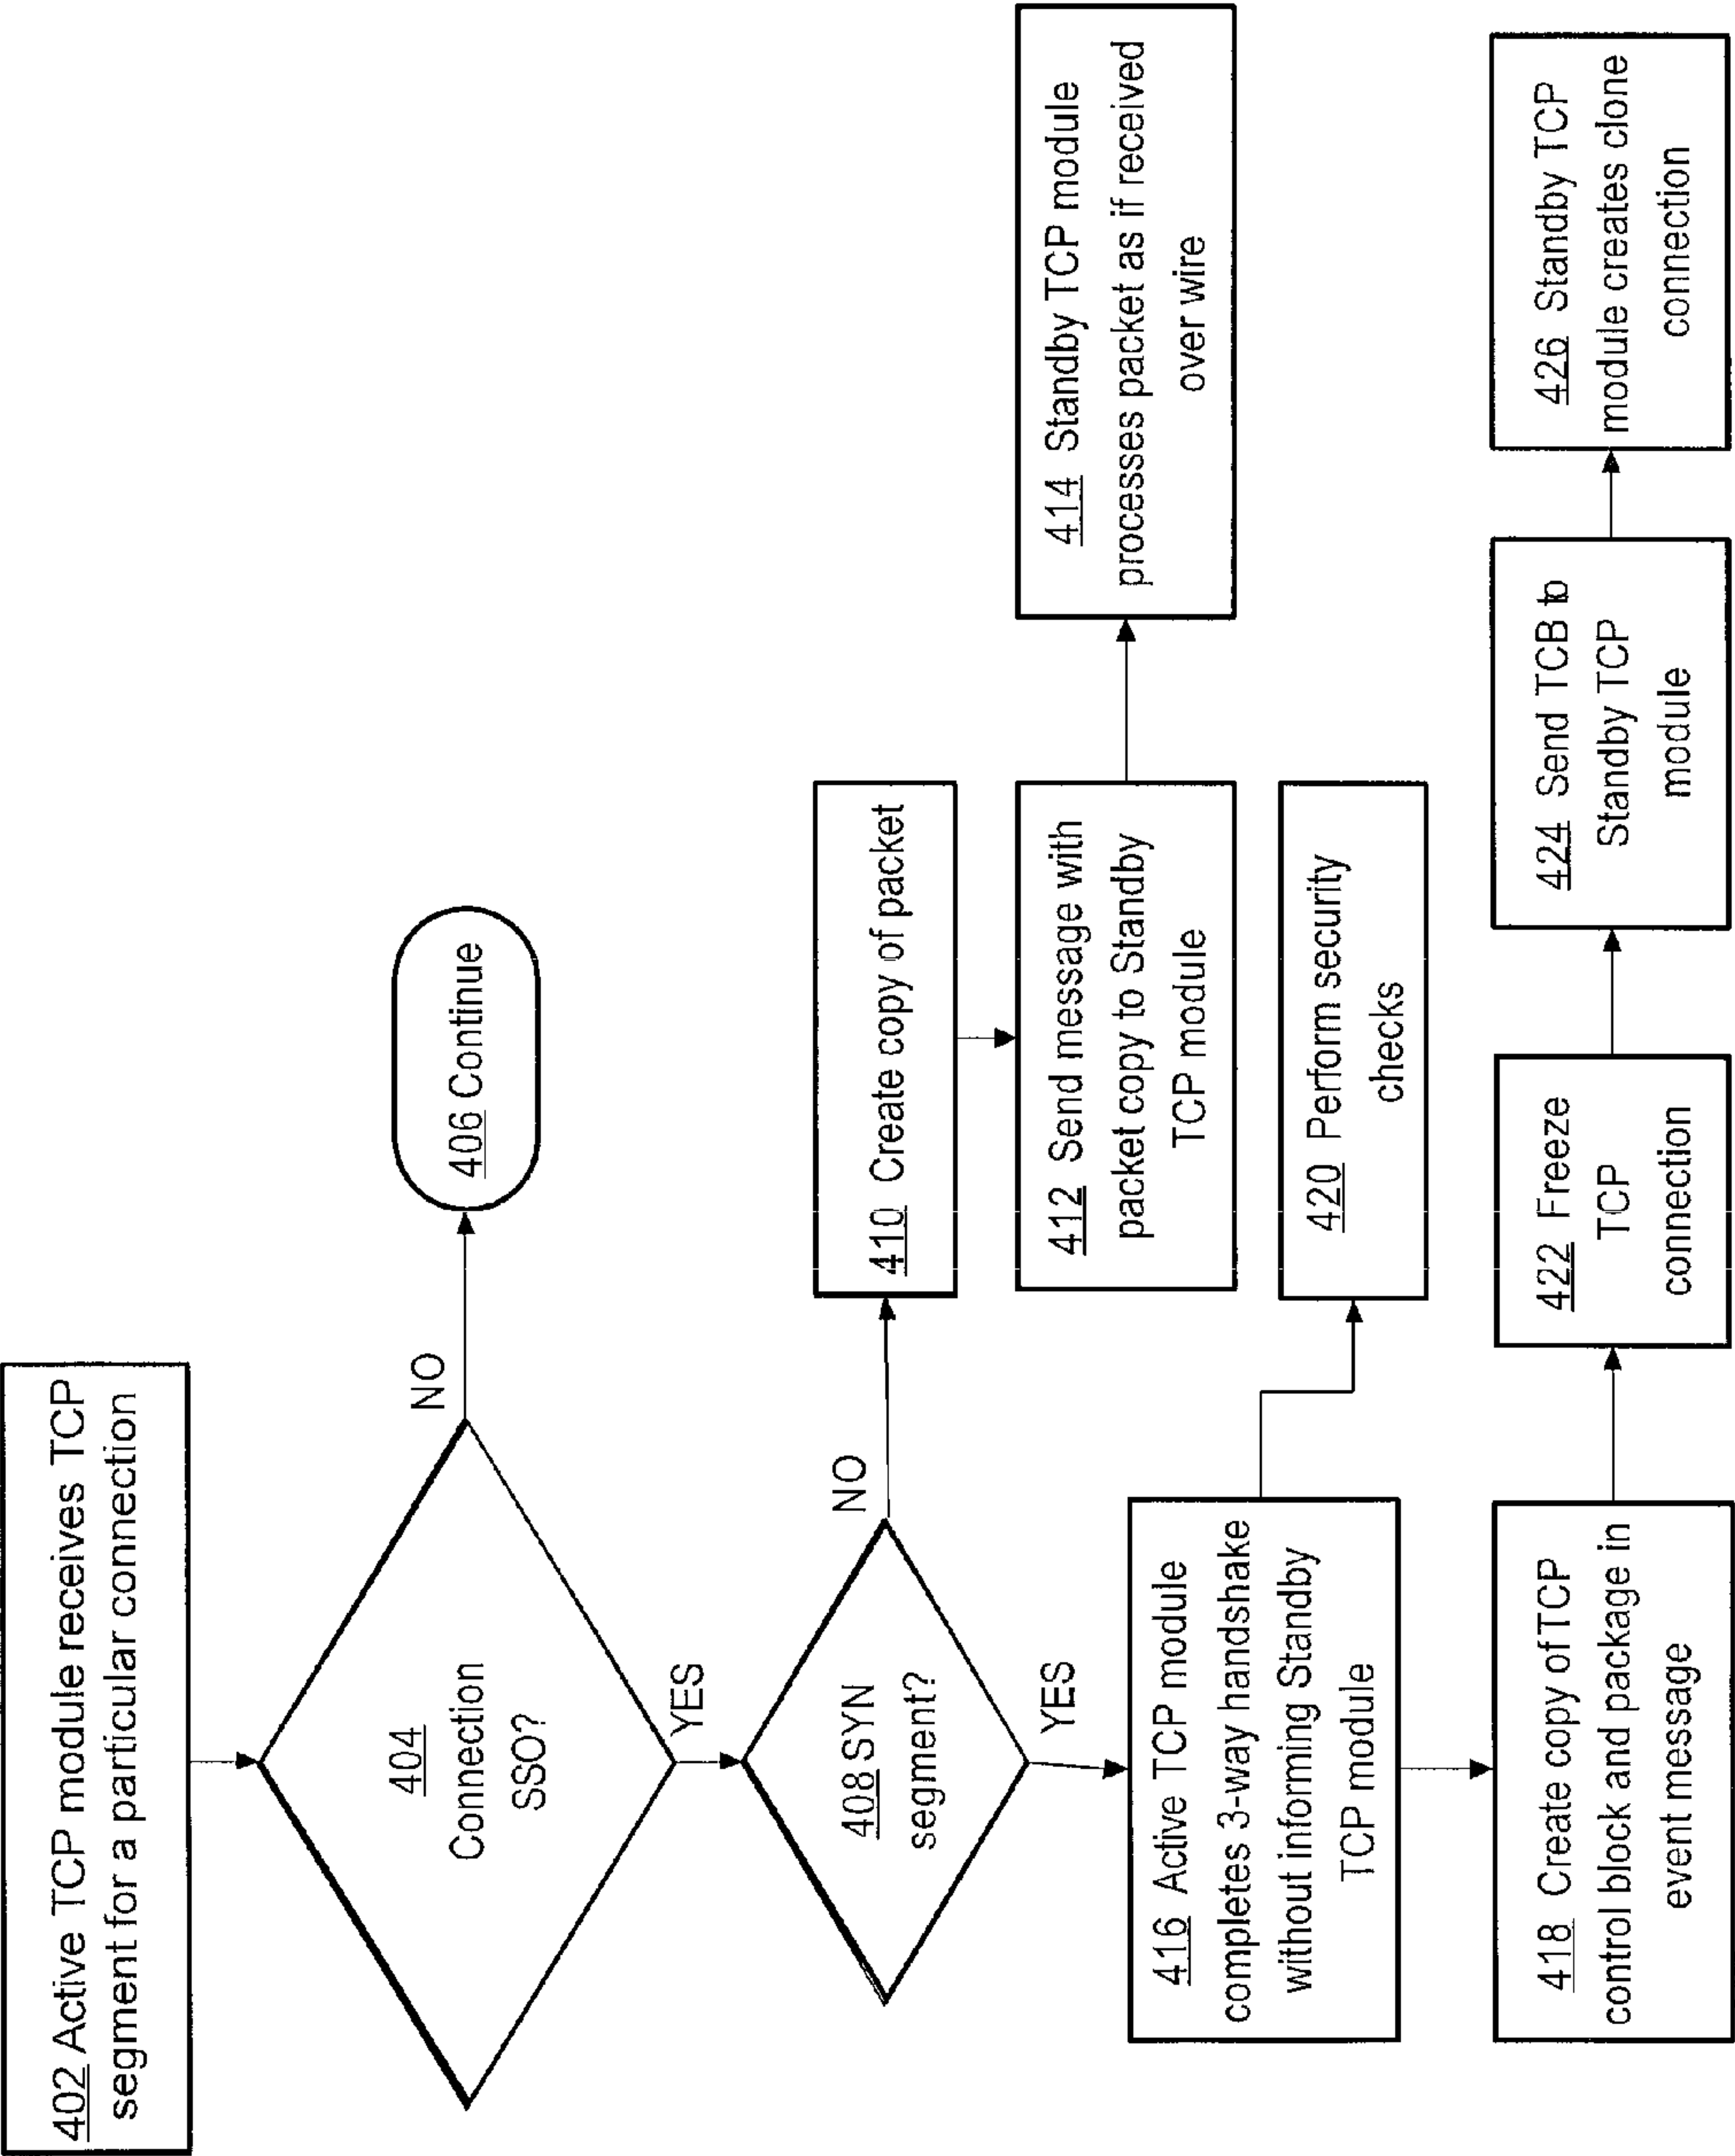 402 Active TCP module receives TCP
segment for a particular connection
404
Connection
SSO?
NO
406 Continue
YES
408 SYN
segment?
NO
410 Create copy of packet
412 Send message with
packet copy to Standby
TCP module
414 Standby TCP module
processes packet as if received
over wire
YES
416 Active TCP module
completes 3-way handshake
without informing Standby
TCP module
420 Perform security
checks
418 Create copy of TCP
control block and package in
event message
422 Freeze
TCP
connection
424 Send TCB to
Standby TCP
module
426 Standby TCP
module creates clone
connection